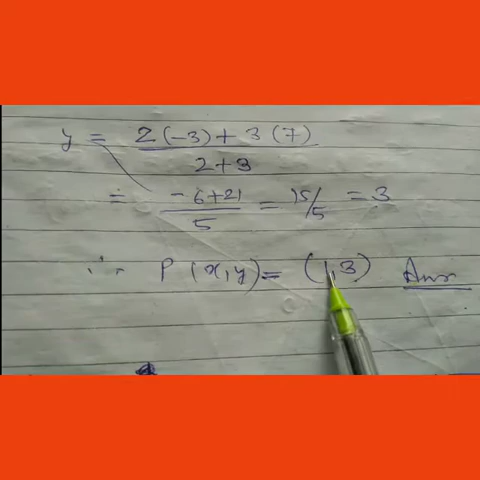 y = 2(-3) + 3(7)
2+3
= -6+21 = 15/5 = 3
5
∴ P(x,y) = (1,3) Ans